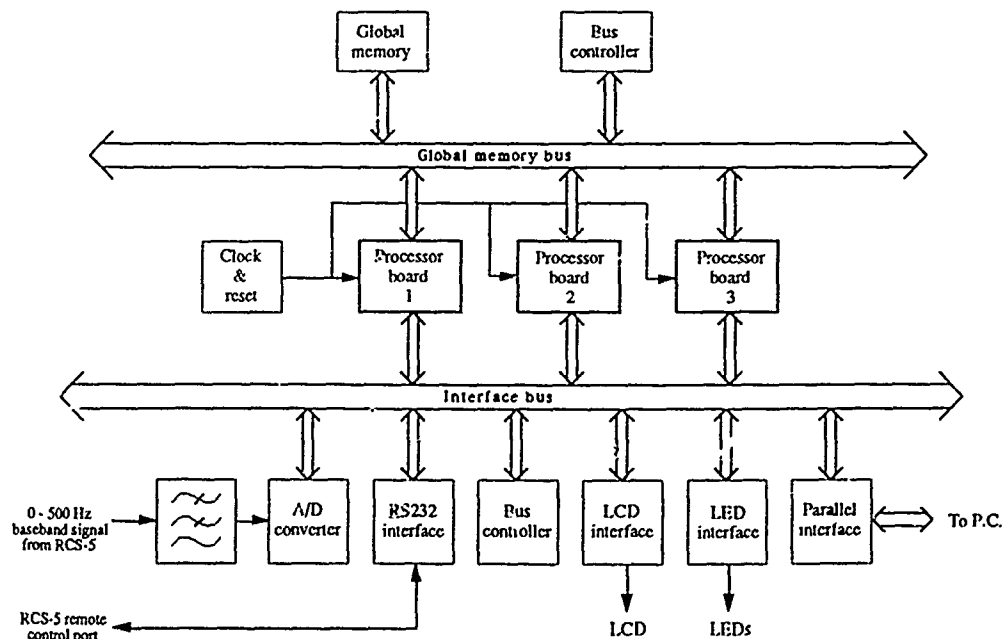 Global
memory
Bus
controller
Global memory bus
Clock
&
reset
Processor
board
1
Processor
board
2
Processor
board
3
Interface bus
0 - 500 Hz
baseband signal
from RCS-5
A/D
converter
RS232
interface
Bus
controller
LCD
interface
LED
interface
Parallel
interface
To P.C.
RCS-5 remote
control port
LCD
LEDs